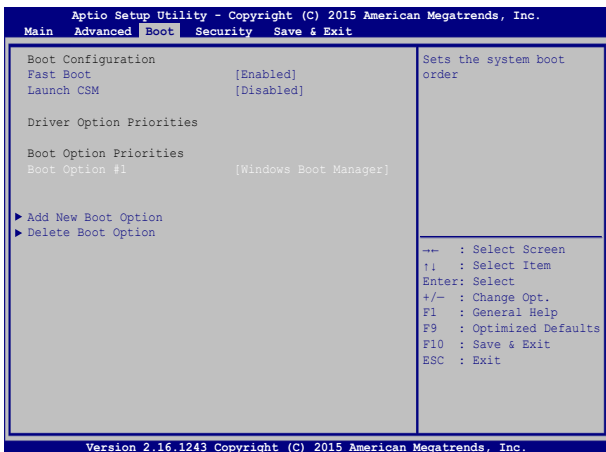 Aptio Setup Utility - Copyright (C) 2015 American Megatrends, Inc.
Main Advanced Boot Security Save & Exit
Boot Configuration
Fast Boot [Enabled]
Launch CSM [Disabled]
Driver Option Priorities
Boot Option Priorities
Boot Option #1 [Windows Boot Manager]
Add New Boot Option
Delete Boot Option
Sets the system boot
order
→← : Select Screen
↑↓ : Select Item
Enter: Select
+/— : Change Opt.
F1 : General Help
F9 : Optimized Defaults
F10 : Save & Exit
ESC : Exit
Version 2.16.1243 Copyright (C) 2015 American Megatrends, Inc.